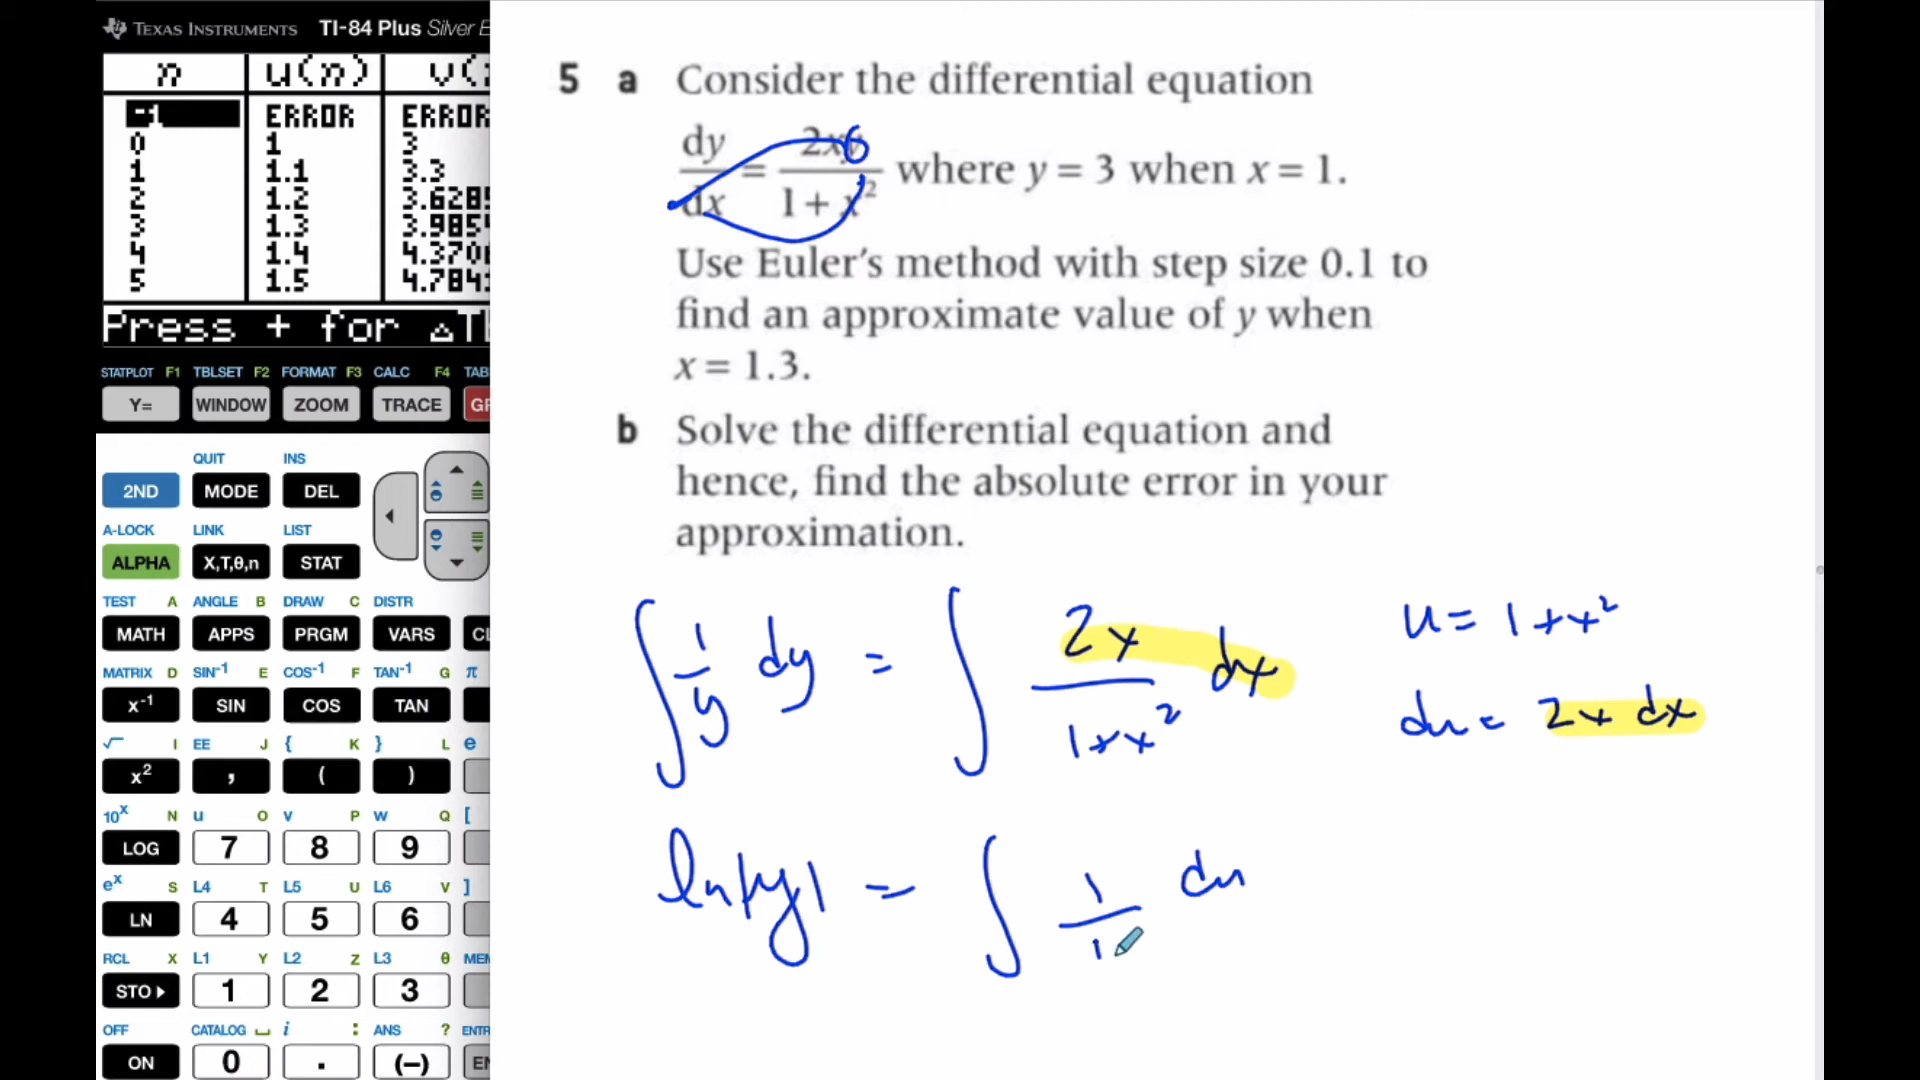 TEXAS INSTRUMENTS TI-84 Plus Silver E
n u(n) v(
-1 ERROR ERROR
0 1 3
1 1.1 3.3
2 1.2 3.628
3 1.3 3.985
4 1.4 4.370
5 1.5 4.784
Press + for △T
STATPLOT F1 TBLSET F2 FORMAT F3 CALC F4 TAB
Y= WINDOW ZOOM TRACE GR
QUIT INS
2ND MODE DEL
A-LOCK LINK LIST
ALPHA X,T,θ,n STAT
TEST A ANGLE B DRAW C DISTR
MATH APPS PRGM VARS CL
MATRIX D SIN⁻¹ E COS⁻¹ F TAN⁻¹ G π
x⁻¹ SIN COS TAN
√ I EE J { K } L e
x² , ( )
10ˣ N u O v P w Q [
LOG 7 8 9
eˣ S L4 T L5 U L6 V ]
LN 4 5 6
RCL X L1 Y L2 Z L3 θ MEM
STO▸ 1 2 3
OFF CATALOG ⎵ i : ANS ? ENTR
ON 0 . (–) EN
5 a Consider the differential equation
dy/dx = 2xy/(1 + x²) where y = 3 when x = 1.
Use Euler's method with step size 0.1 to
find an approximate value of y when
x = 1.3.
b Solve the differential equation and
hence, find the absolute error in your
approximation.
∫ 1/y dy = ∫ 2x/(1+x²) dx
u = 1+x²
du = 2x dx
ln|y| = ∫ 1/ du